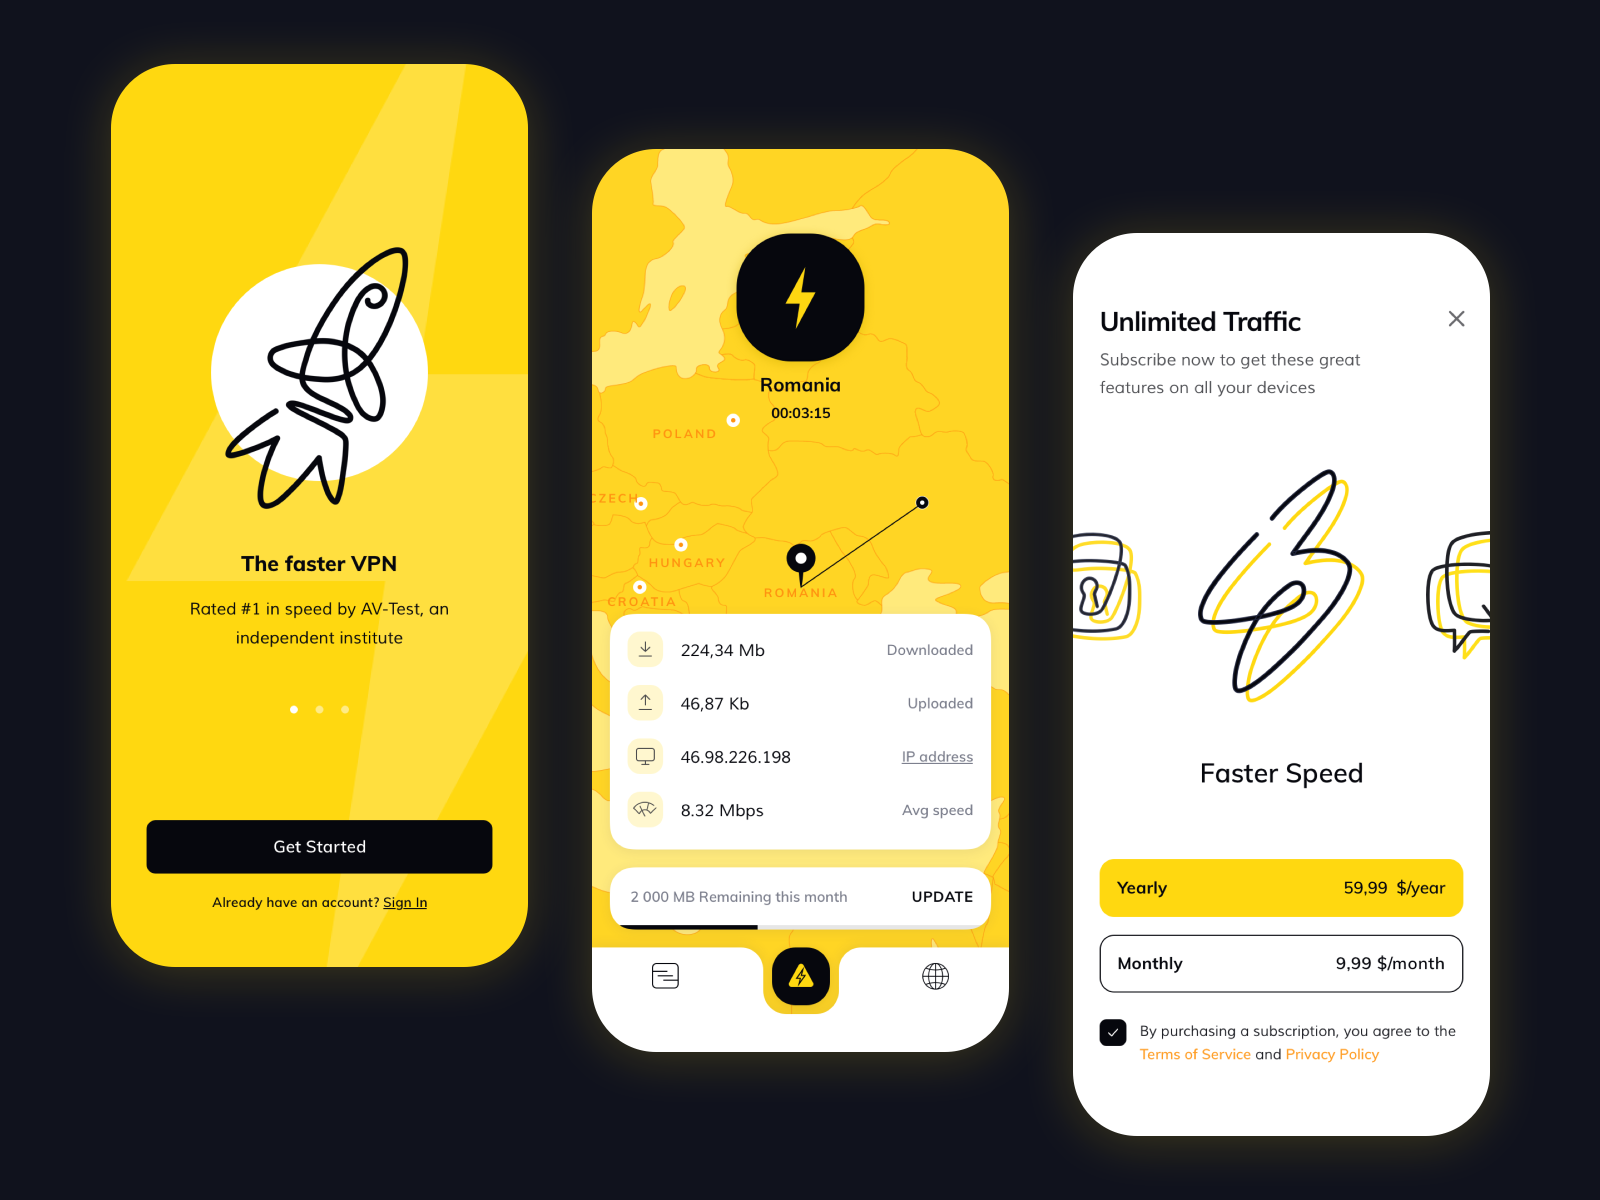 The faster VPN
Rated #1 in speed by AV-Test, an
independent institute
Get Started
Already have an account? Sign In
Romania
00:03:15
POLAND
CZECH
HUNGARY
CROATIA
ROMANIA
224,34 Mb Downloaded
46,87 Kb Uploaded
46.98.226.198 IP address
8.32 Mbps Avg speed
2 000 MB Remaining this month UPDATE
Unlimited Traffic
Subscribe now to get these great
features on all your devices
Faster Speed
Yearly 59,99 $/year
Monthly 9,99 $/month
By purchasing a subscription, you agree to the
Terms of Service and Privacy Policy